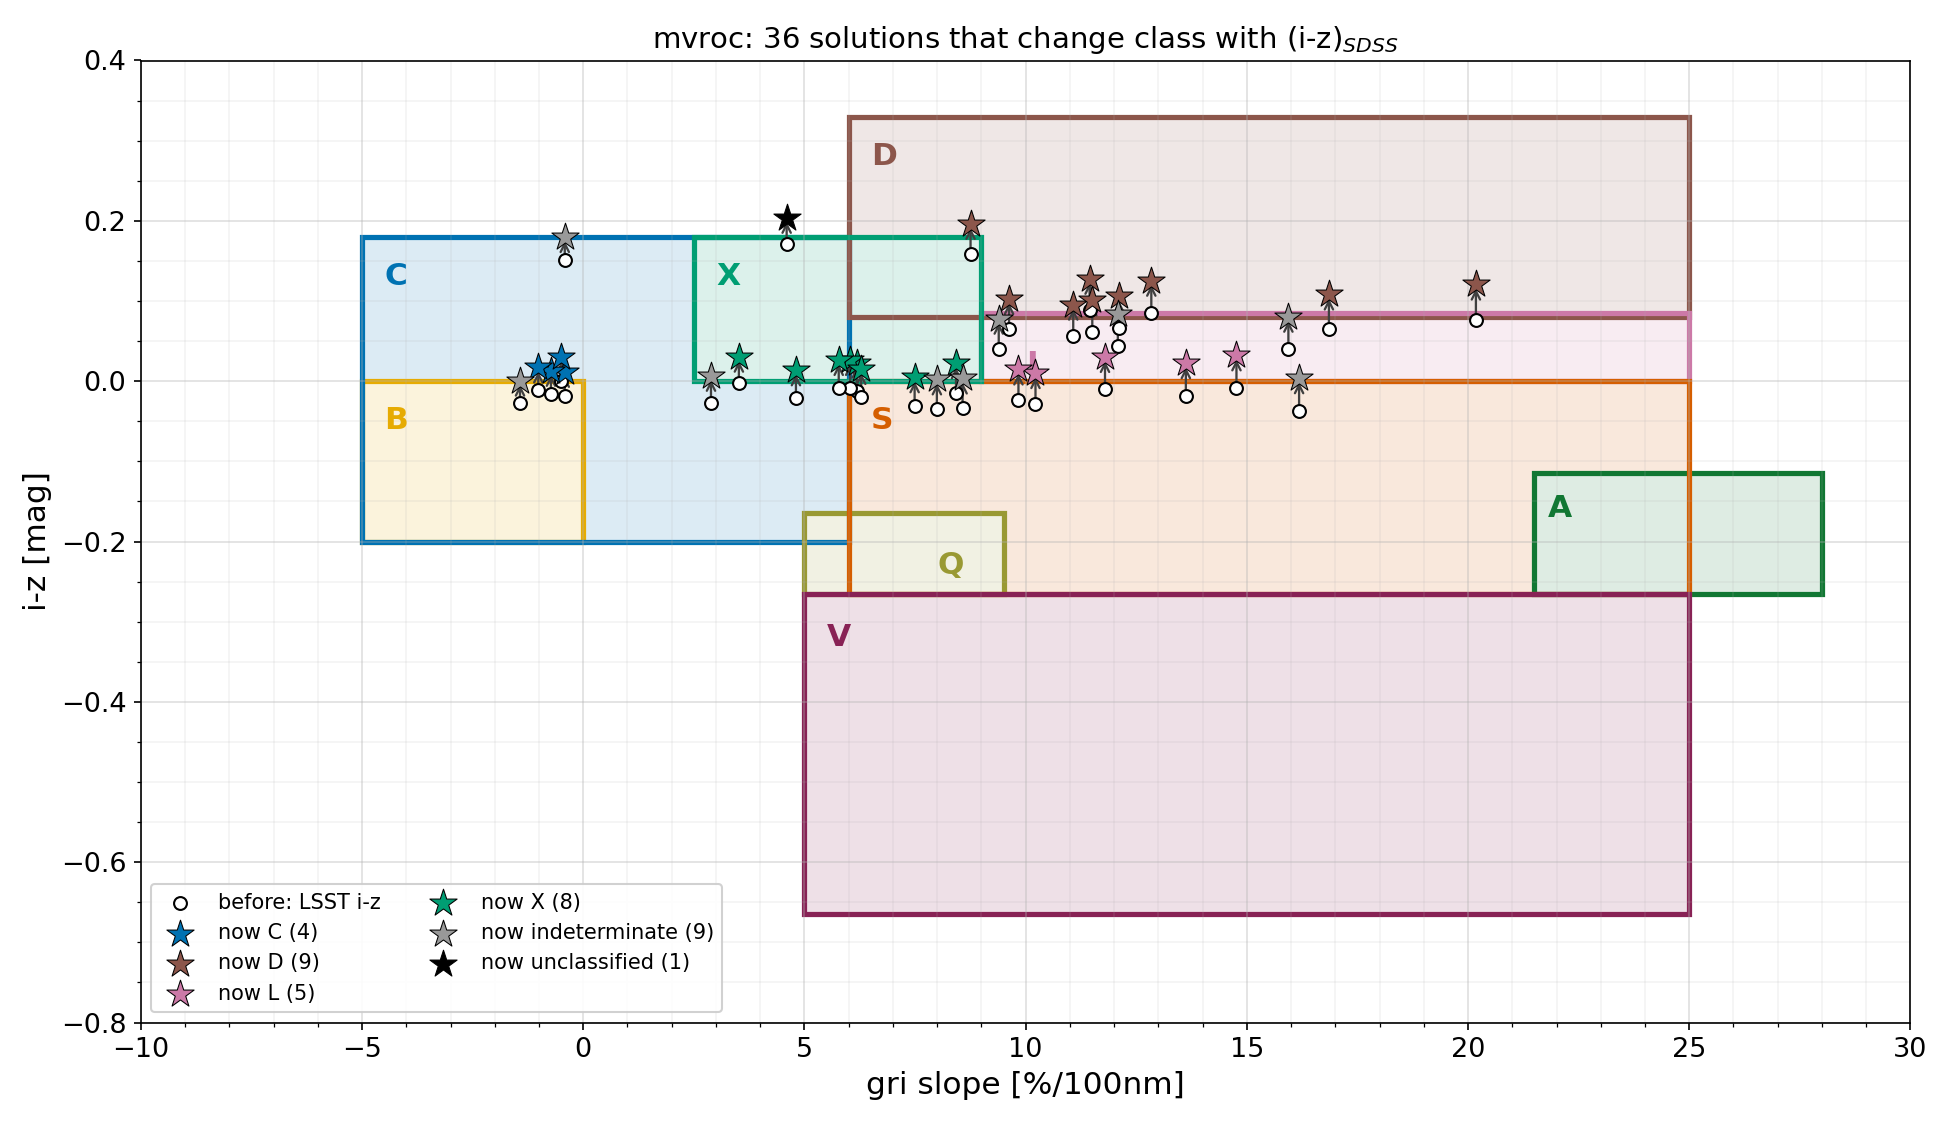 mvroc: 36 solutions that change class with (i-z)SDSS
0.4
0.2
0.0
−0.2
−0.4
−0.6
−0.8
i-z [mag]
D
C
X
B
S
A
Q
V
before: LSST i-z
now C (4)
now D (9)
now L (5)
now X (8)
now indeterminate (9)
now unclassified (1)
−10
−5
0
5
10
15
20
25
30
gri slope [%/100nm]